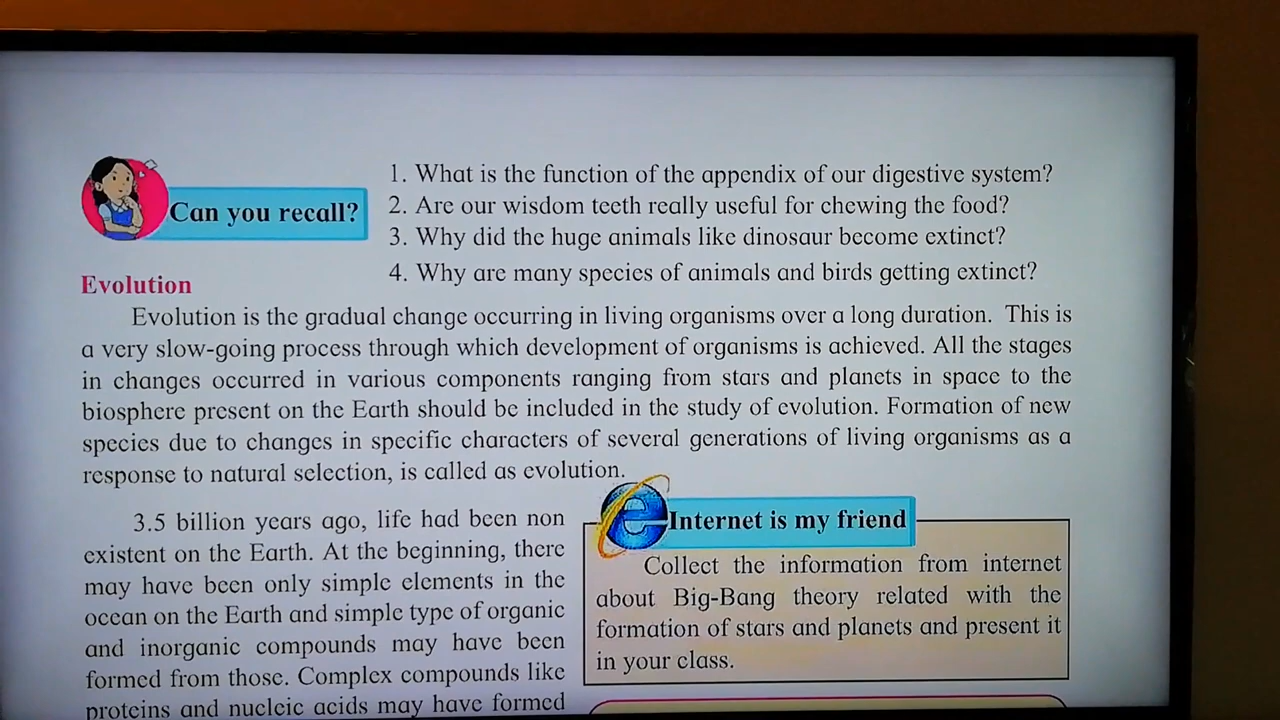 Can you recall?
1. What is the function of the appendix of our digestive system?
2. Are our wisdom teeth really useful for chewing the food?
3. Why did the huge animals like dinosaur become extinct?
4. Why are many species of animals and birds getting extinct?
Evolution
Evolution is the gradual change occurring in living organisms over a long duration. This is
a very slow-going process through which development of organisms is achieved. All the stages
in changes occurred in various components ranging from stars and planets in space to the
biosphere present on the Earth should be included in the study of evolution. Formation of new
species due to changes in specific characters of several generations of living organisms as a
response to natural selection, is called as evolution.
3.5 billion years ago, life had been non
existent on the Earth. At the beginning, there
may have been only simple elements in the
ocean on the Earth and simple type of organic
and inorganic compounds may have been
formed from those. Complex compounds like
proteins and nucleic acids may have formed
Internet is my friend
Collect the information from internet
about Big-Bang theory related with the
formation of stars and planets and present it
in your class.